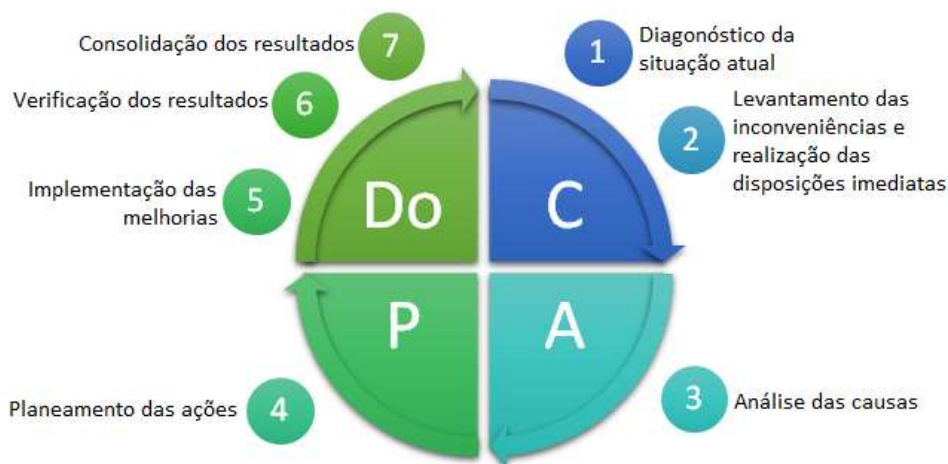 1
Diagonóstico da
situação atual
2
Levantamento das
inconveniências e
realização das
disposições imediatas
3
Análise das causas
4
Planeamento das ações
5
Implementação das
melhorias
6
Verificação dos resultados
7
Consolidação dos resultados
Do
C
P
A